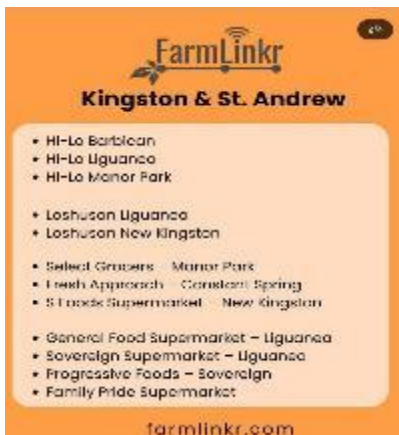 FarmLinkr
Kingston & St. Andrew
• Hi-Lo Barbican
• Hi-Lo Liguanea
• Hi-Lo Manor Park
• Loshusan Liguanea
• Loshusan New Kingston
• Select Grocers – Manor Park
• Fresh Approach – Constant Spring
• S Foods Supermarket – New Kingston
• General Food Supermarket – Liguanea
• Sovereign Supermarket – Liguanea
• Progressive Foods – Sovereign
• Family Pride Supermarket
farmlinkr.com